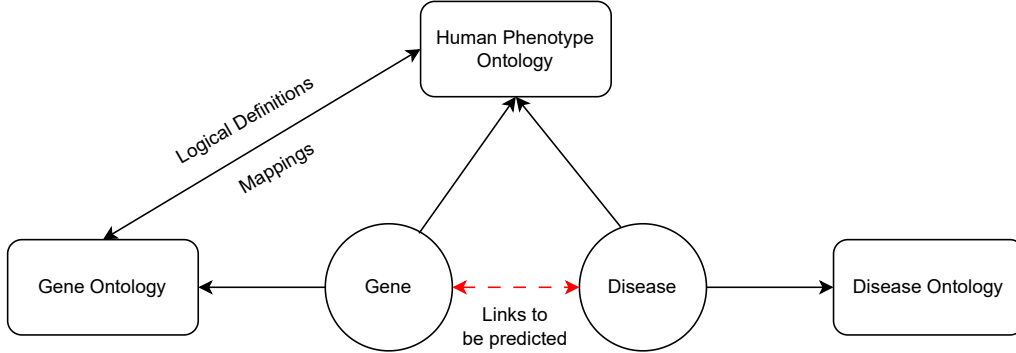 Human Phenotype
Ontology
Logical Definitions
Mappings
Gene Ontology
Gene
Disease
Disease Ontology
Links to
be predicted